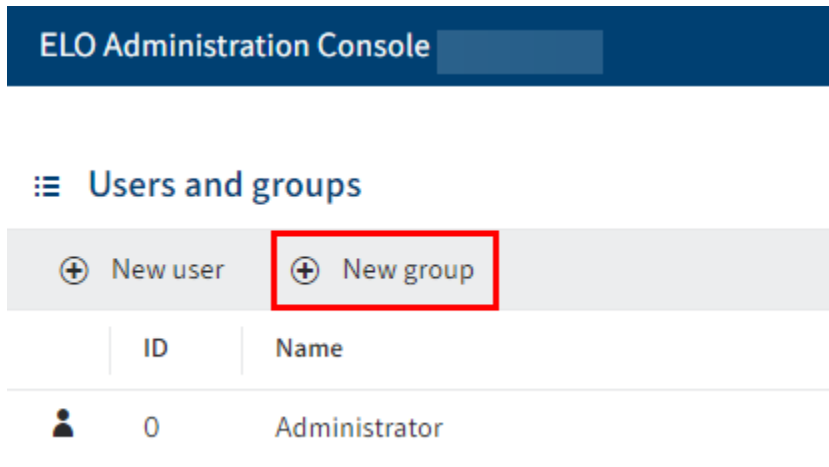 ELO Administration Console
Users and groups
New user New group
ID Name
0 Administrator